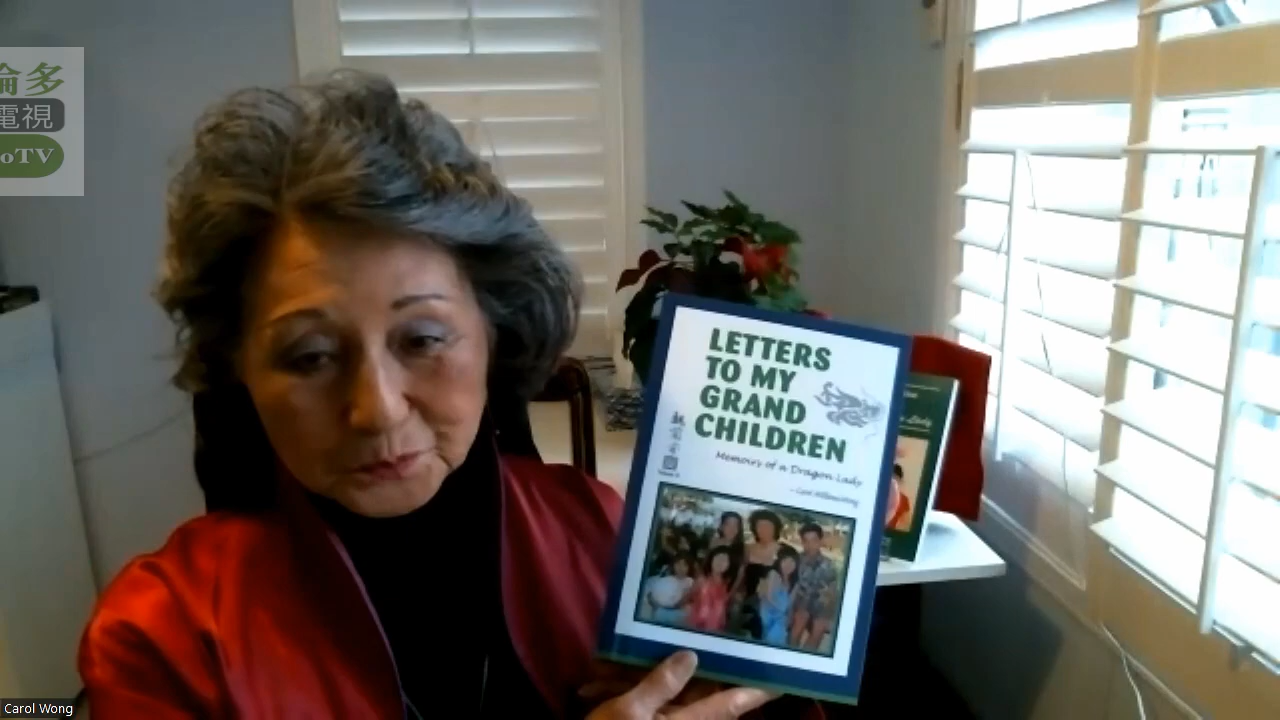 倫多
電視
oTV
LETTERS
TO MY
GRAND
CHILDREN
Memoirs of a Dragon Lady
Carol Wong